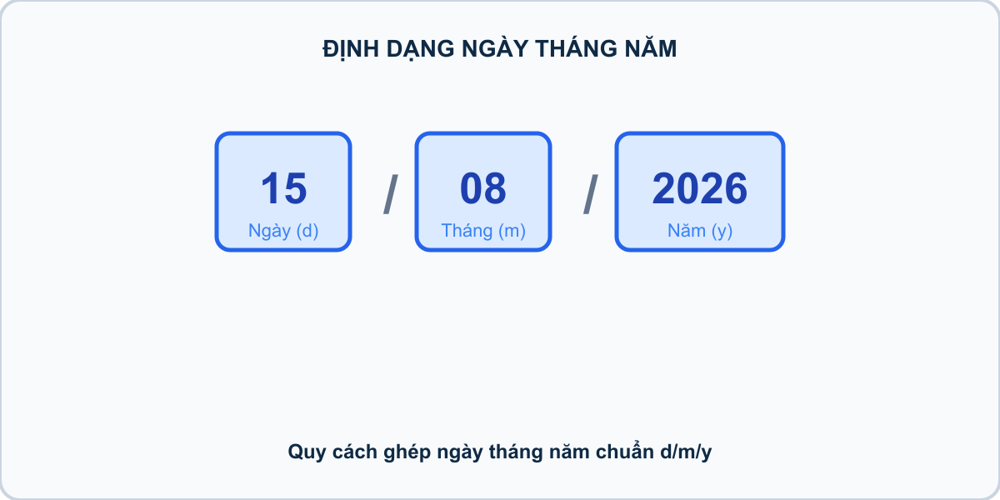 ĐỊNH DẠNG NGÀY THÁNG NĂM
15 / 08 / 2026
Ngày (d) Tháng (m) Năm (y)
Quy cách ghép ngày tháng năm chuẩn d/m/y